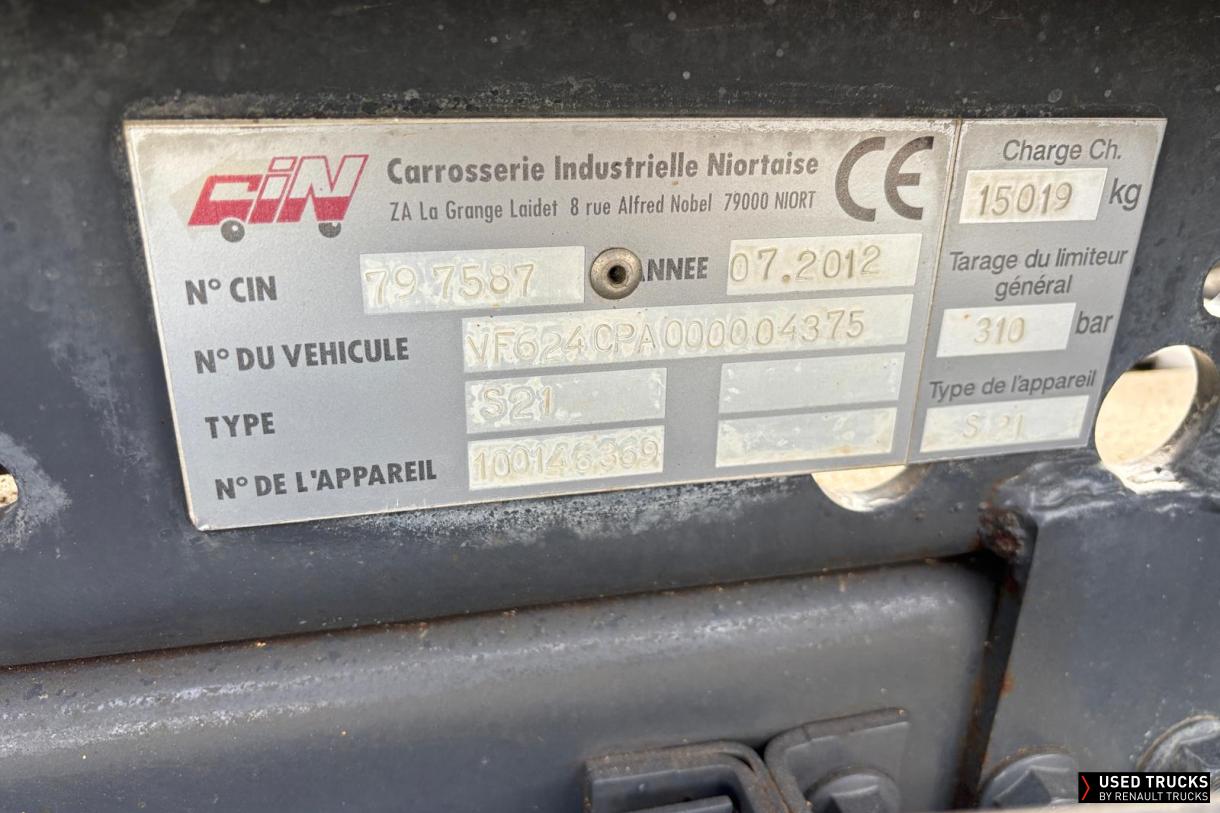 CIN
Carrosserie Industrielle Niortaise
ZA La Grange Laidet 8 rue Alfred Nobel 79000 NIORT
CE
N° CIN 79 7587
ANNEE 07.2012
N° DU VEHICULE VF624CPA000004375
TYPE S21
N° DE L'APPAREIL 100146369
Charge Ch.
15019 kg
Tarage du limiteur
général
310 bar
Type de l'appareil
S 21
USED TRUCKS
BY RENAULT TRUCKS